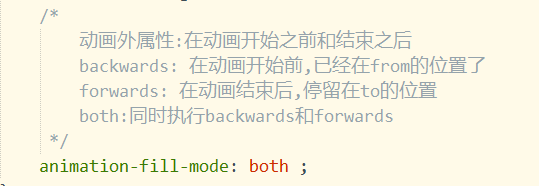 /*
动画外属性:在动画开始之前和结束之后
backwards: 在动画开始前,已经在from的位置了
forwards: 在动画结束后,停留在to的位置
both:同时执行backwards和forwards
*/
animation-fill-mode: both ;